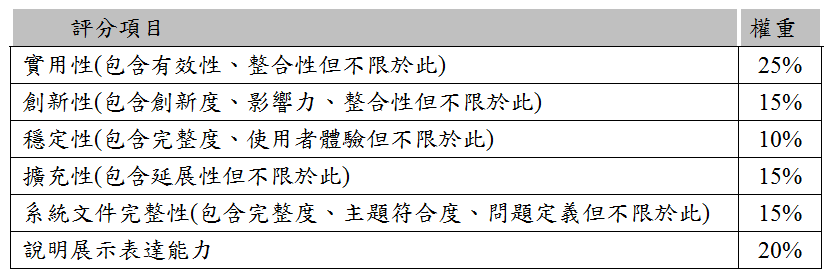 評分項目 權重
實用性(包含有效性、整合性但不限於此) 25%
創新性(包含創新度、影響力、整合性但不限於此) 15%
穩定性(包含完整度、使用者體驗但不限於此) 10%
擴充性(包含延展性但不限於此) 15%
系統文件完整性(包含完整度、主題符合度、問題定義但不限於此) 15%
說明展示表達能力 20%